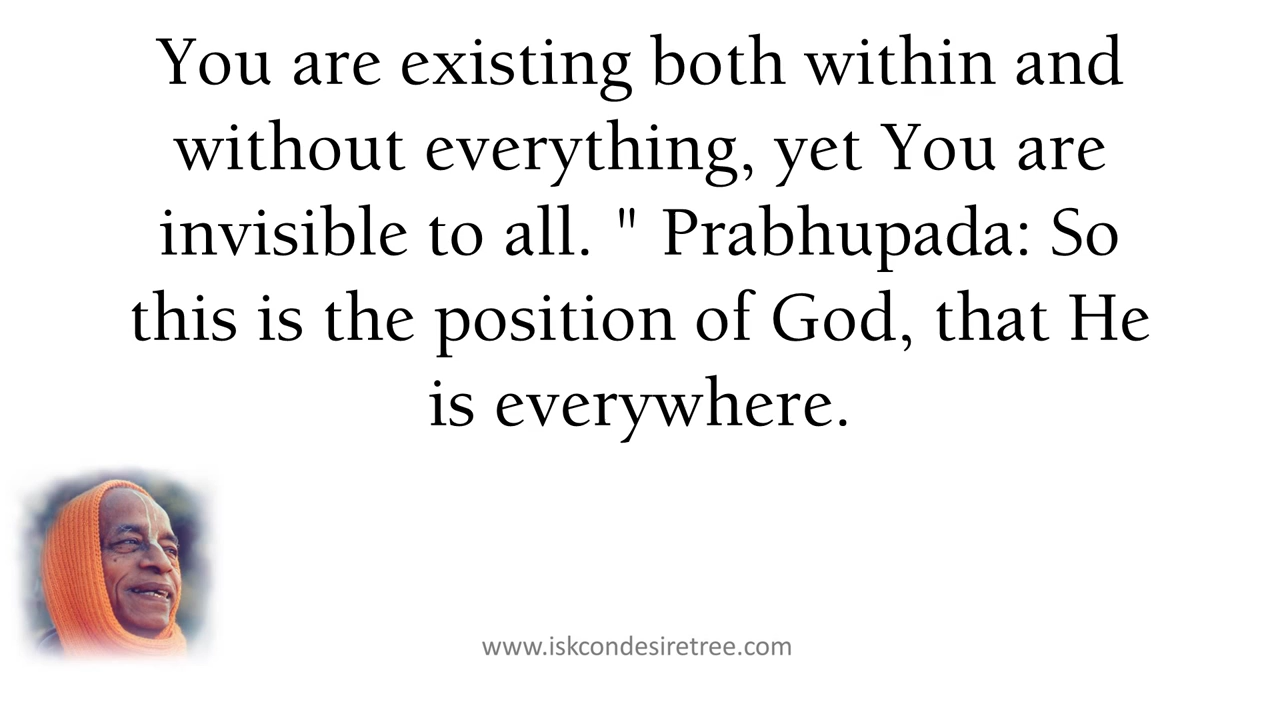 You are existing both within and
without everything, yet You are
invisible to all. " Prabhupada: So
this is the position of God, that He
is everywhere.
www.iskcondesiretree.com